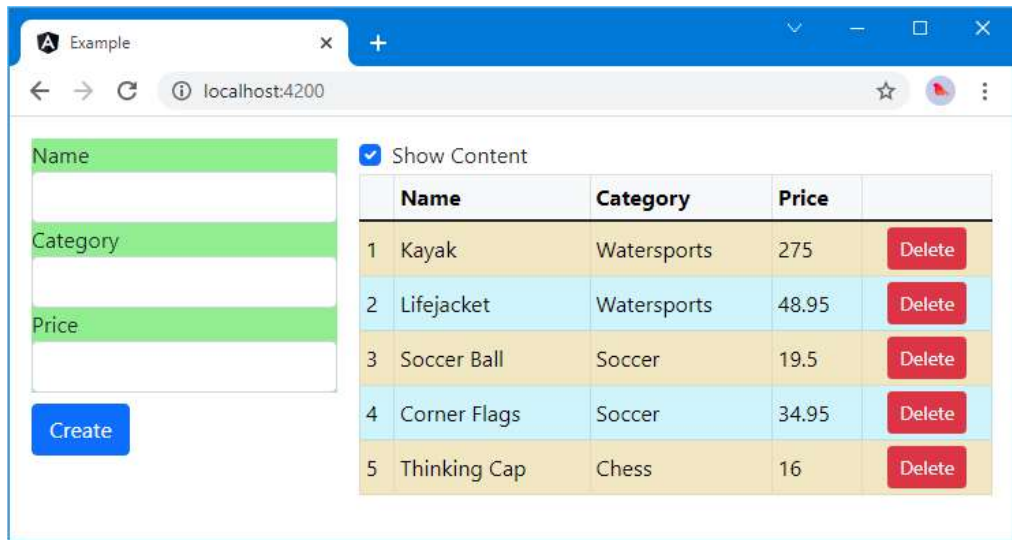 Example
localhost:4200
Name
Category
Price
Create
Show Content
Name Category Price
1 Kayak Watersports 275 Delete
2 Lifejacket Watersports 48.95 Delete
3 Soccer Ball Soccer 19.5 Delete
4 Corner Flags Soccer 34.95 Delete
5 Thinking Cap Chess 16 Delete